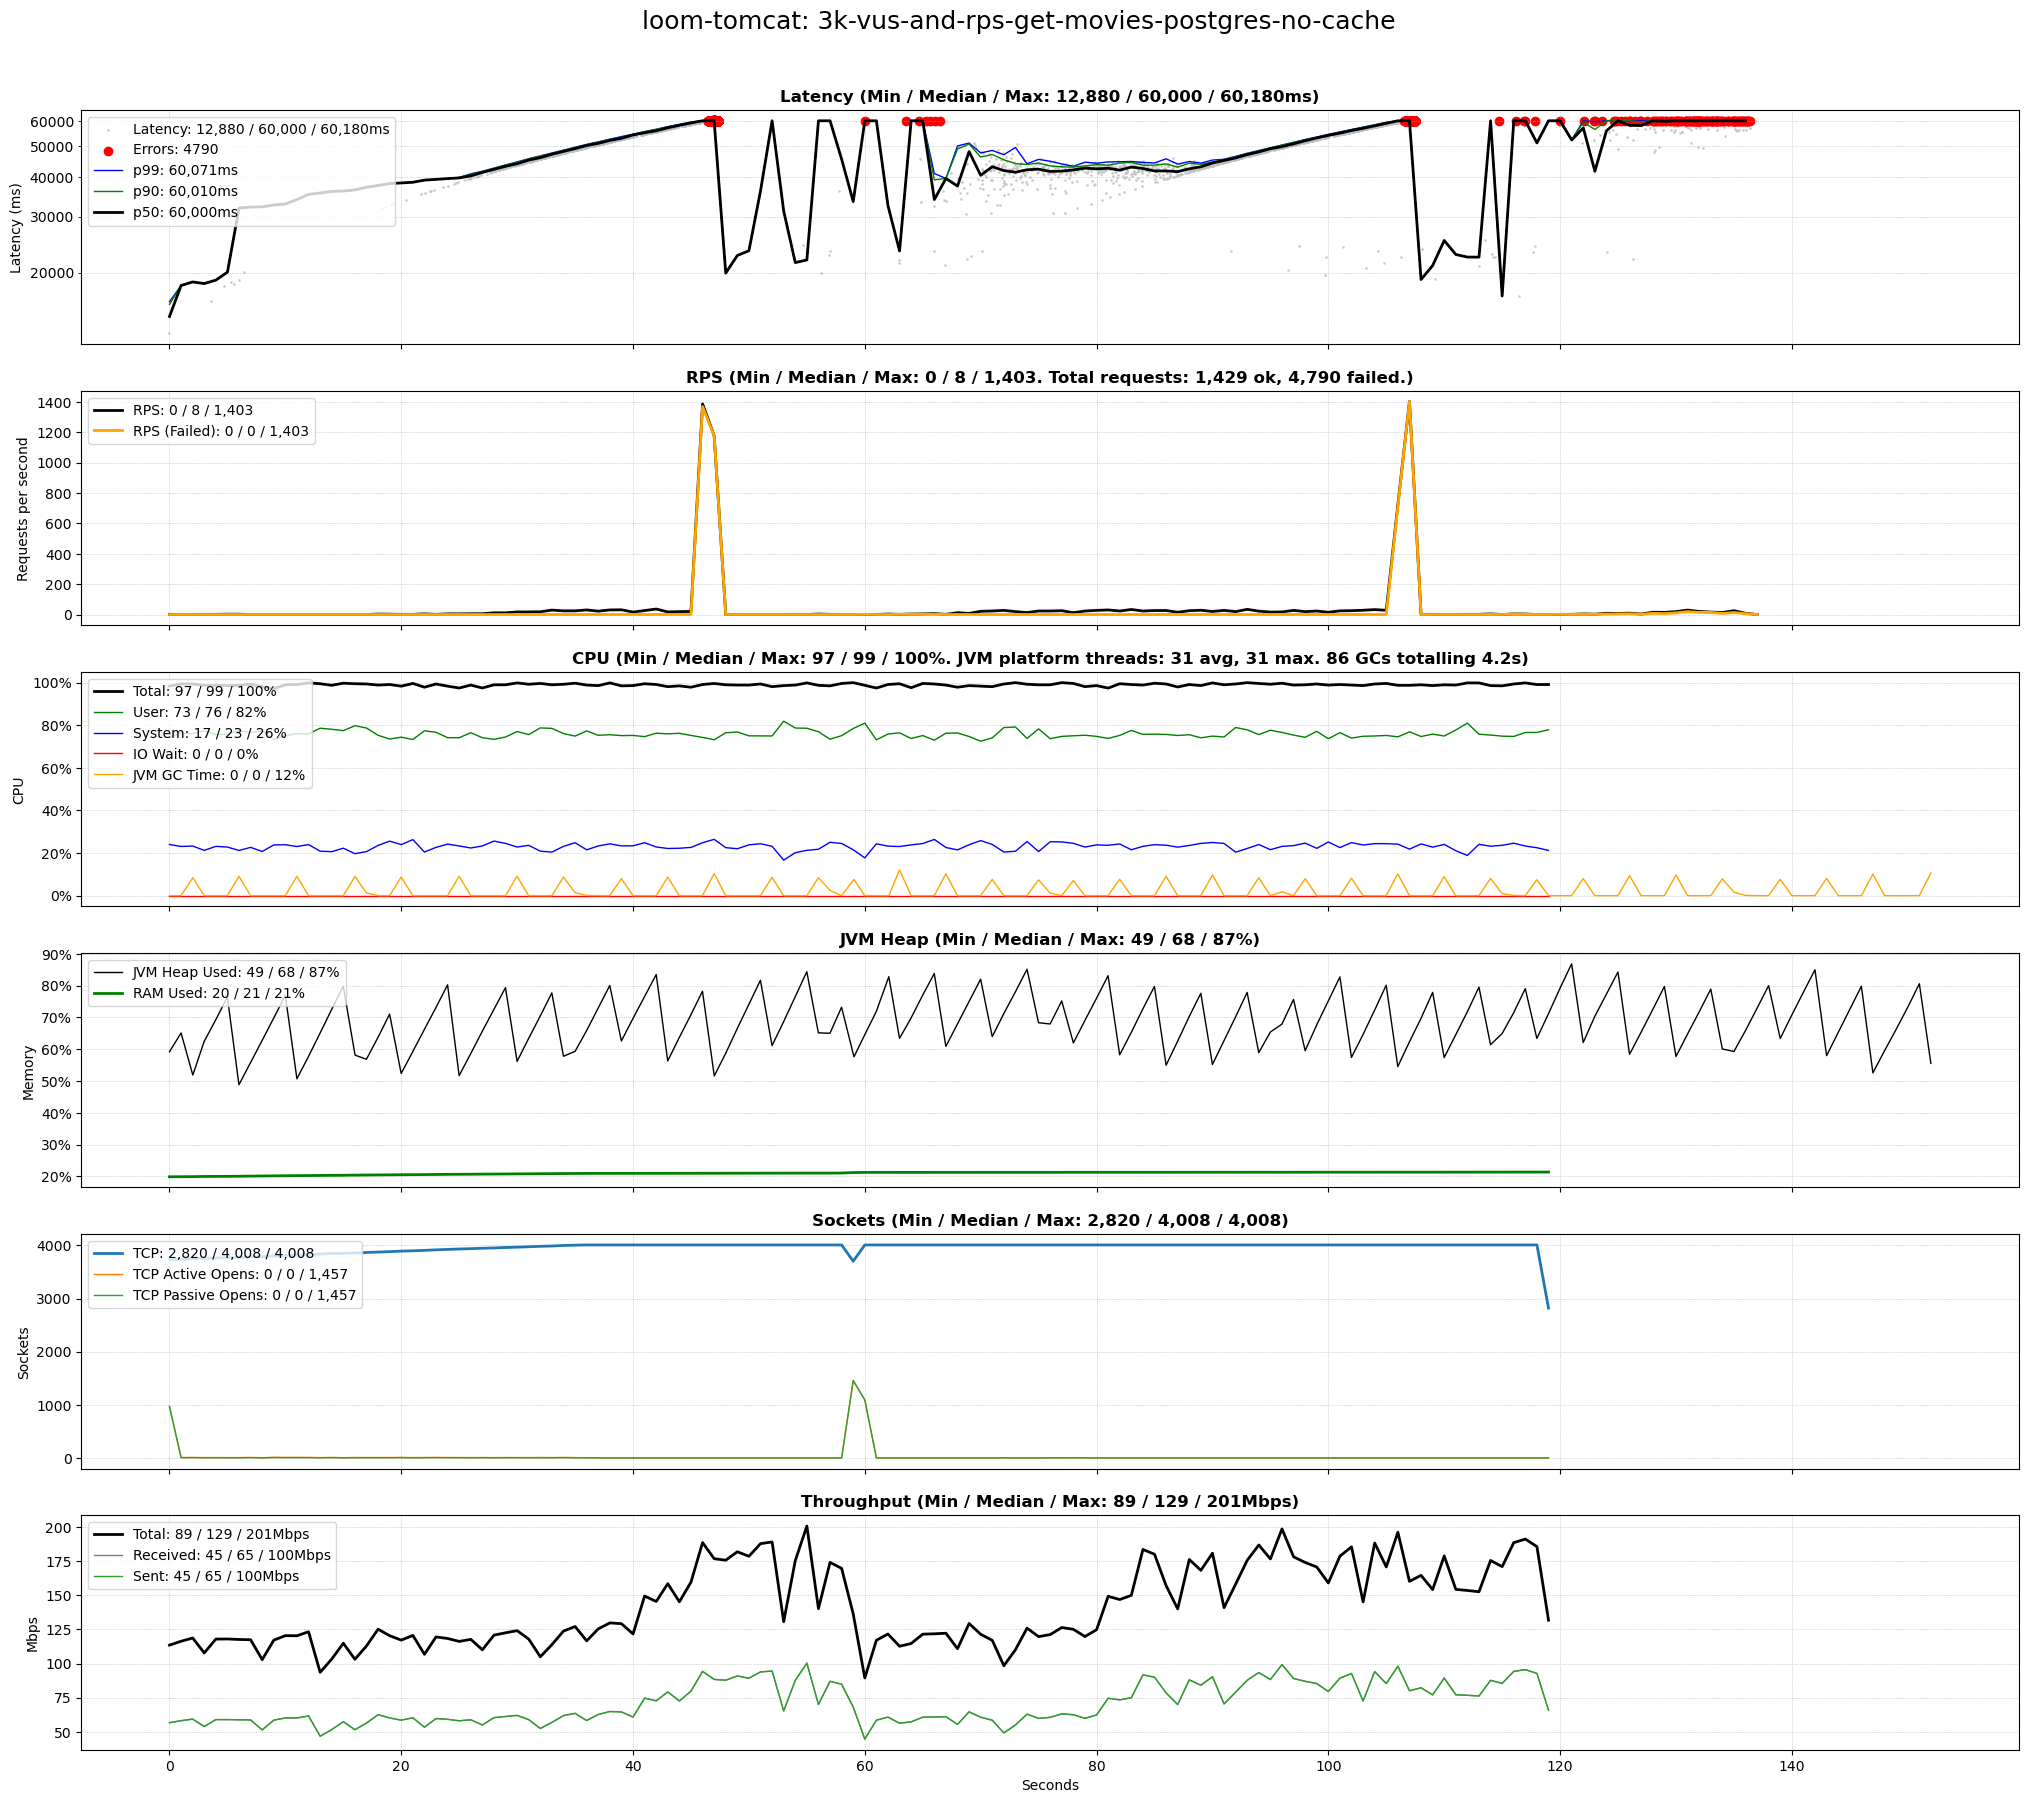 loom-tomcat: 3k-vus-and-rps-get-movies-postgres-no-cache
Latency (Min / Median / Max: 12,880 / 60,000 / 60,180ms)
Latency (ms)
60000
50000
40000
30000
20000
Latency: 12,880 / 60,000 / 60,180ms
Errors: 4790
p99: 60,071ms
p90: 60,010ms
p50: 60,000ms
RPS (Min / Median / Max: 0 / 8 / 1,403. Total requests: 1,429 ok, 4,790 failed.)
Requests per second
1400
1200
1000
800
600
400
200
0
RPS: 0 / 8 / 1,403
RPS (Failed): 0 / 0 / 1,403
CPU (Min / Median / Max: 97 / 99 / 100%. JVM platform threads: 31 avg, 31 max. 86 GCs totalling 4.2s)
CPU
100%
80%
60%
40%
20%
0%
Total: 97 / 99 / 100%
User: 73 / 76 / 82%
System: 17 / 23 / 26%
IO Wait: 0 / 0 / 0%
JVM GC Time: 0 / 0 / 12%
JVM Heap (Min / Median / Max: 49 / 68 / 87%)
Memory
90%
80%
70%
60%
50%
40%
30%
20%
JVM Heap Used: 49 / 68 / 87%
RAM Used: 20 / 21 / 21%
Sockets (Min / Median / Max: 2,820 / 4,008 / 4,008)
Sockets
4000
3000
2000
1000
0
TCP: 2,820 / 4,008 / 4,008
TCP Active Opens: 0 / 0 / 1,457
TCP Passive Opens: 0 / 0 / 1,457
Throughput (Min / Median / Max: 89 / 129 / 201Mbps)
Mbps
200
175
150
125
100
75
50
Total: 89 / 129 / 201Mbps
Received: 45 / 65 / 100Mbps
Sent: 45 / 65 / 100Mbps
0 20 40 60 80 100 120 140
Seconds